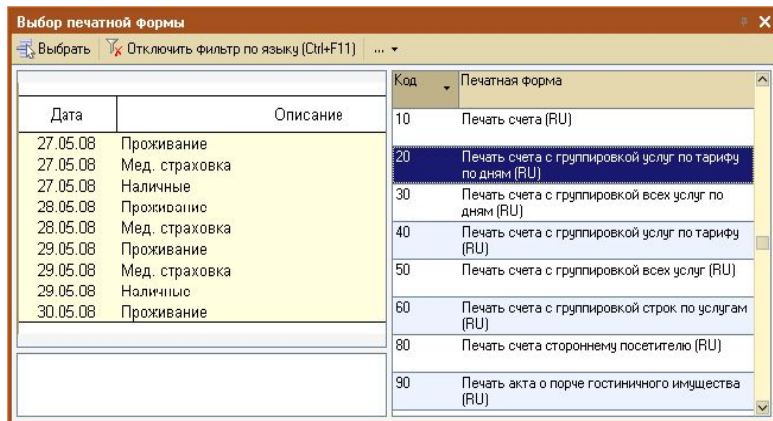 Выбор печатной формы
Выбрать Отключить фильтр по языку (Ctrl+F11) ...
Дата Описание
27.05.08 Проживание
27.05.08 Мед. страховка
27.05.08 Наличные
28.05.08 Проживание
28.05.08 Мед. страховка
29.05.08 Проживание
29.05.08 Мед. страховка
29.05.08 Наличные
30.05.08 Проживание
Код Печатная форма
10 Печать счета (RU)
20 Печать счета с группировкой услуг по тарифу
по дням (RU)
30 Печать счета с группировкой всех услуг по
дням (RU)
40 Печать счета с группировкой услуг по тарифу
(RU)
50 Печать счета с группировкой всех услуг (RU)
60 Печать счета с группировкой строк по услугам
(RU)
80 Печать счета стороннему посетителю (RU)
90 Печать акта о порче гостиничного имущества
(RU)